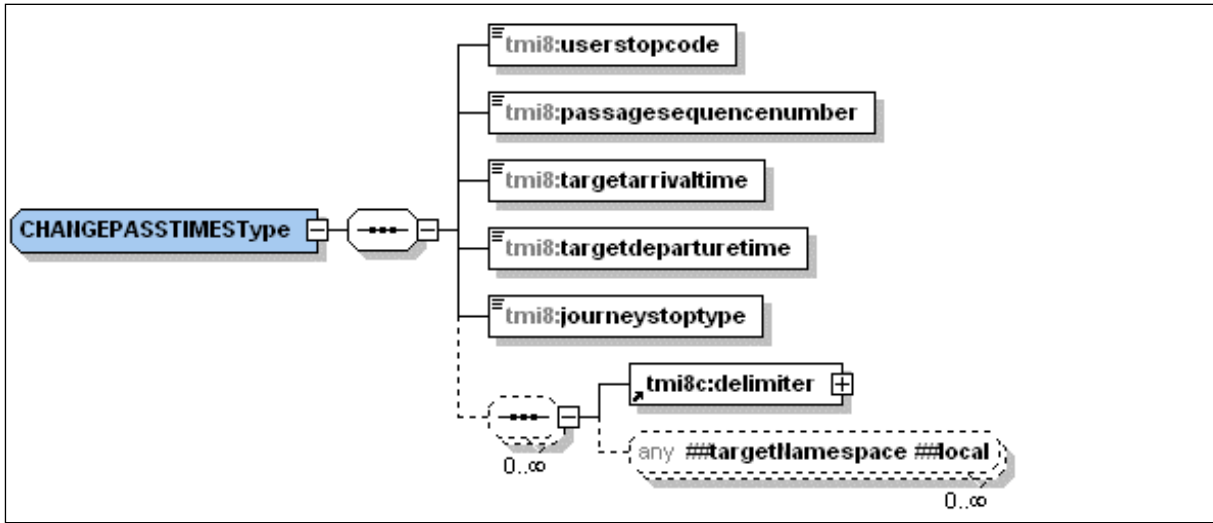 tmi8:userstopcode
tmi8:passagesequencenumber
tmi8:targetarrivaltime
CHANGEPASSTIMESType
tmi8:targetdeparturetime
tmi8:journeystoptype
tmi8c:delimiter
any ##targetNamespace ##local
0..∞
0..∞